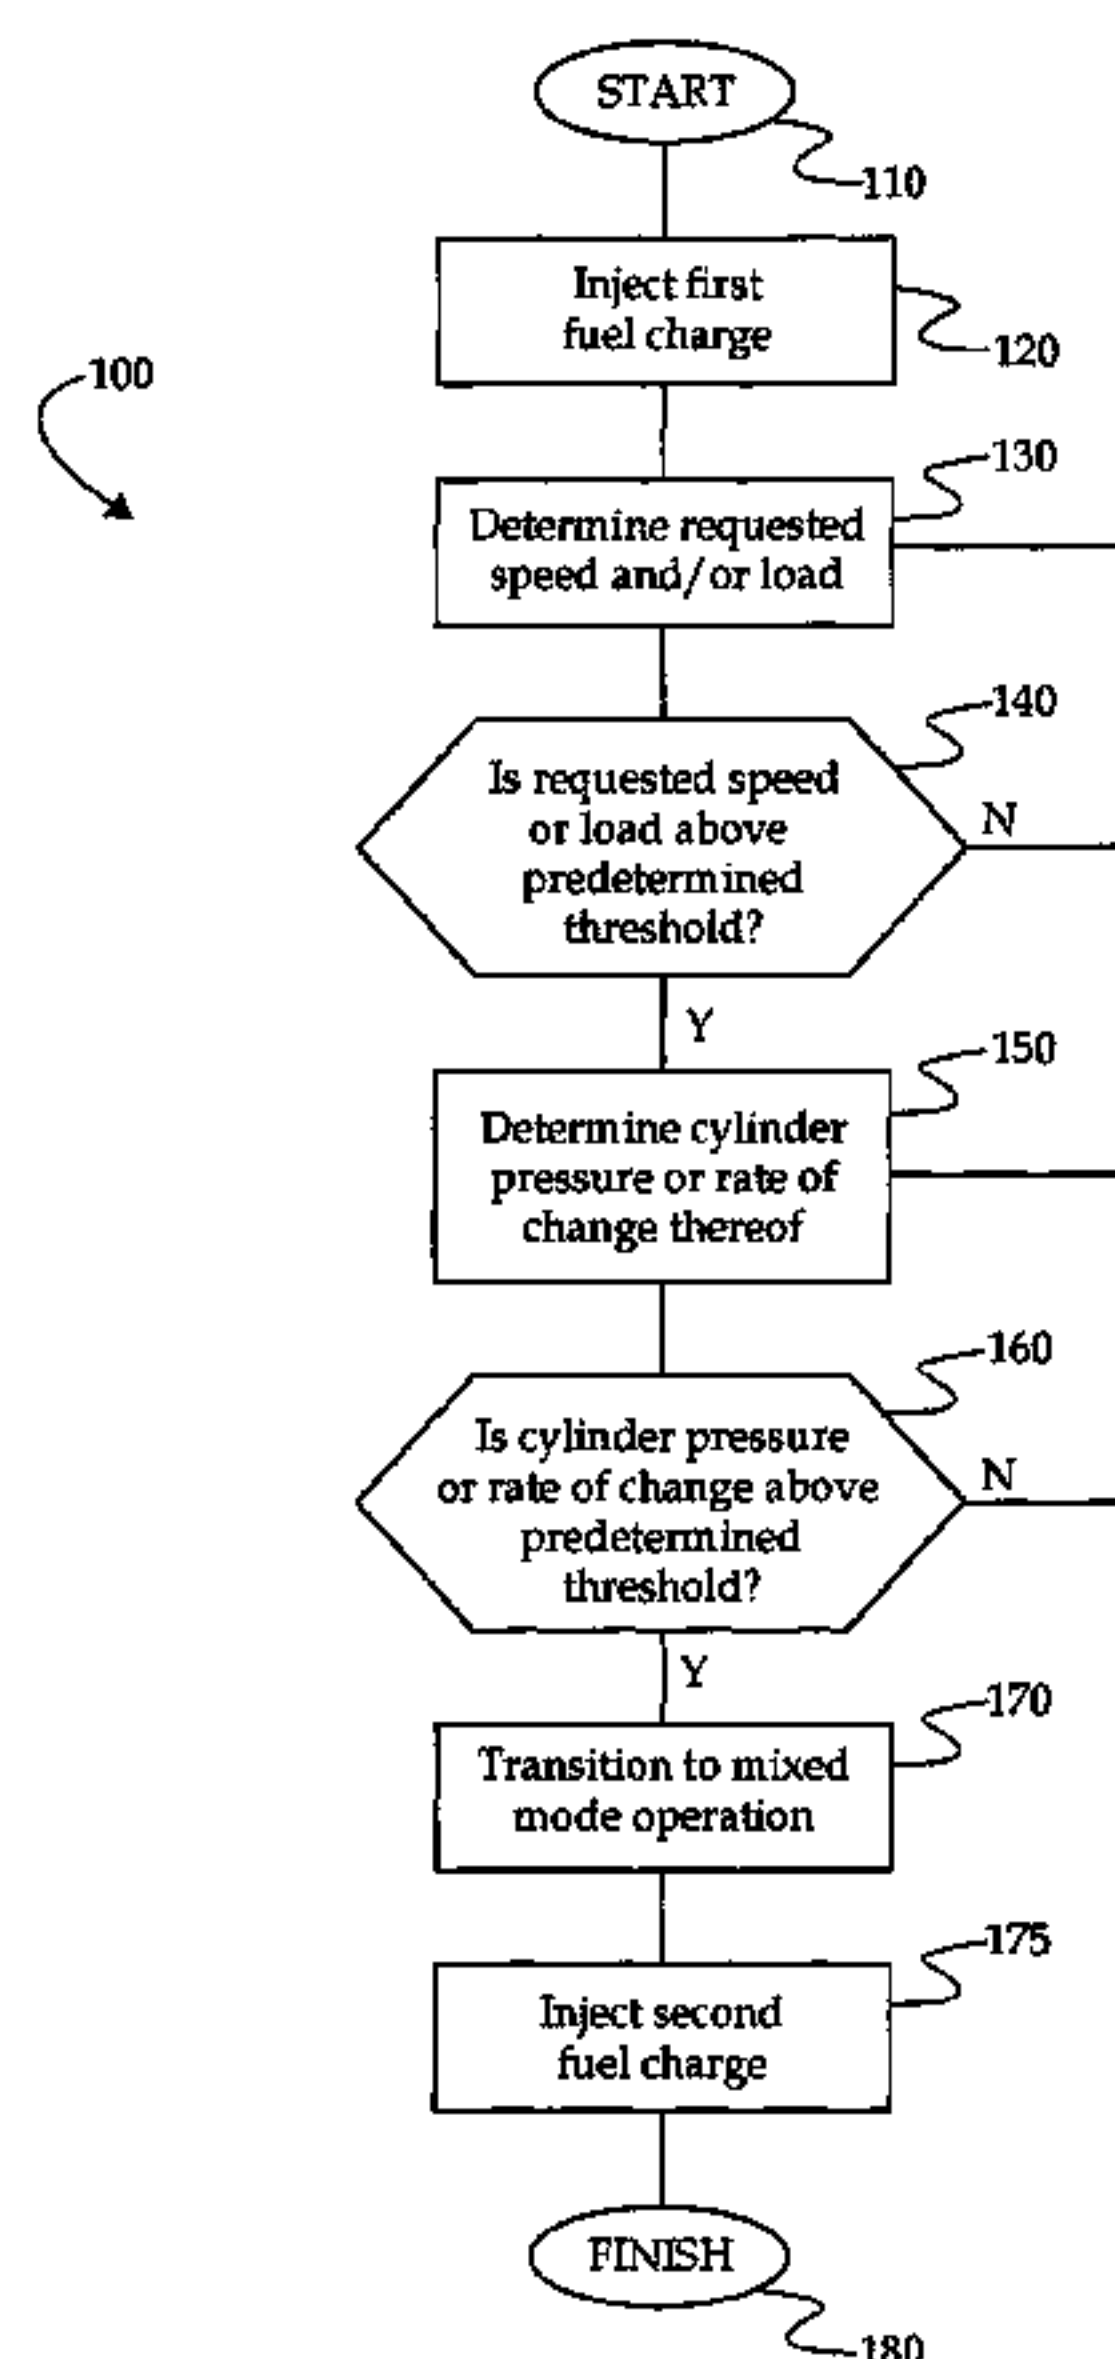 START
110
Inject first
fuel charge
120
100
130
Determine requested
speed and/or load
140
Is requested speed
or load above
predetermined
threshold?
N
Y
150
Determine cylinder
pressure or rate of
change thereof
160
Is cylinder pressure
or rate of change above
predetermined
threshold?
N
Y
170
Transition to mixed
mode operation
175
Inject second
fuel charge
FINISH
180